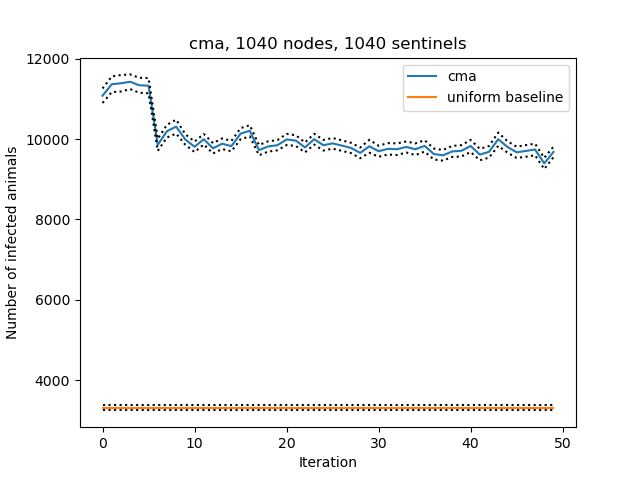 cma, 1040 nodes, 1040 sentinels
12000
10000
8000
6000
4000
Number of infected animals
cma
uniform baseline
0
10
20
30
40
50
Iteration